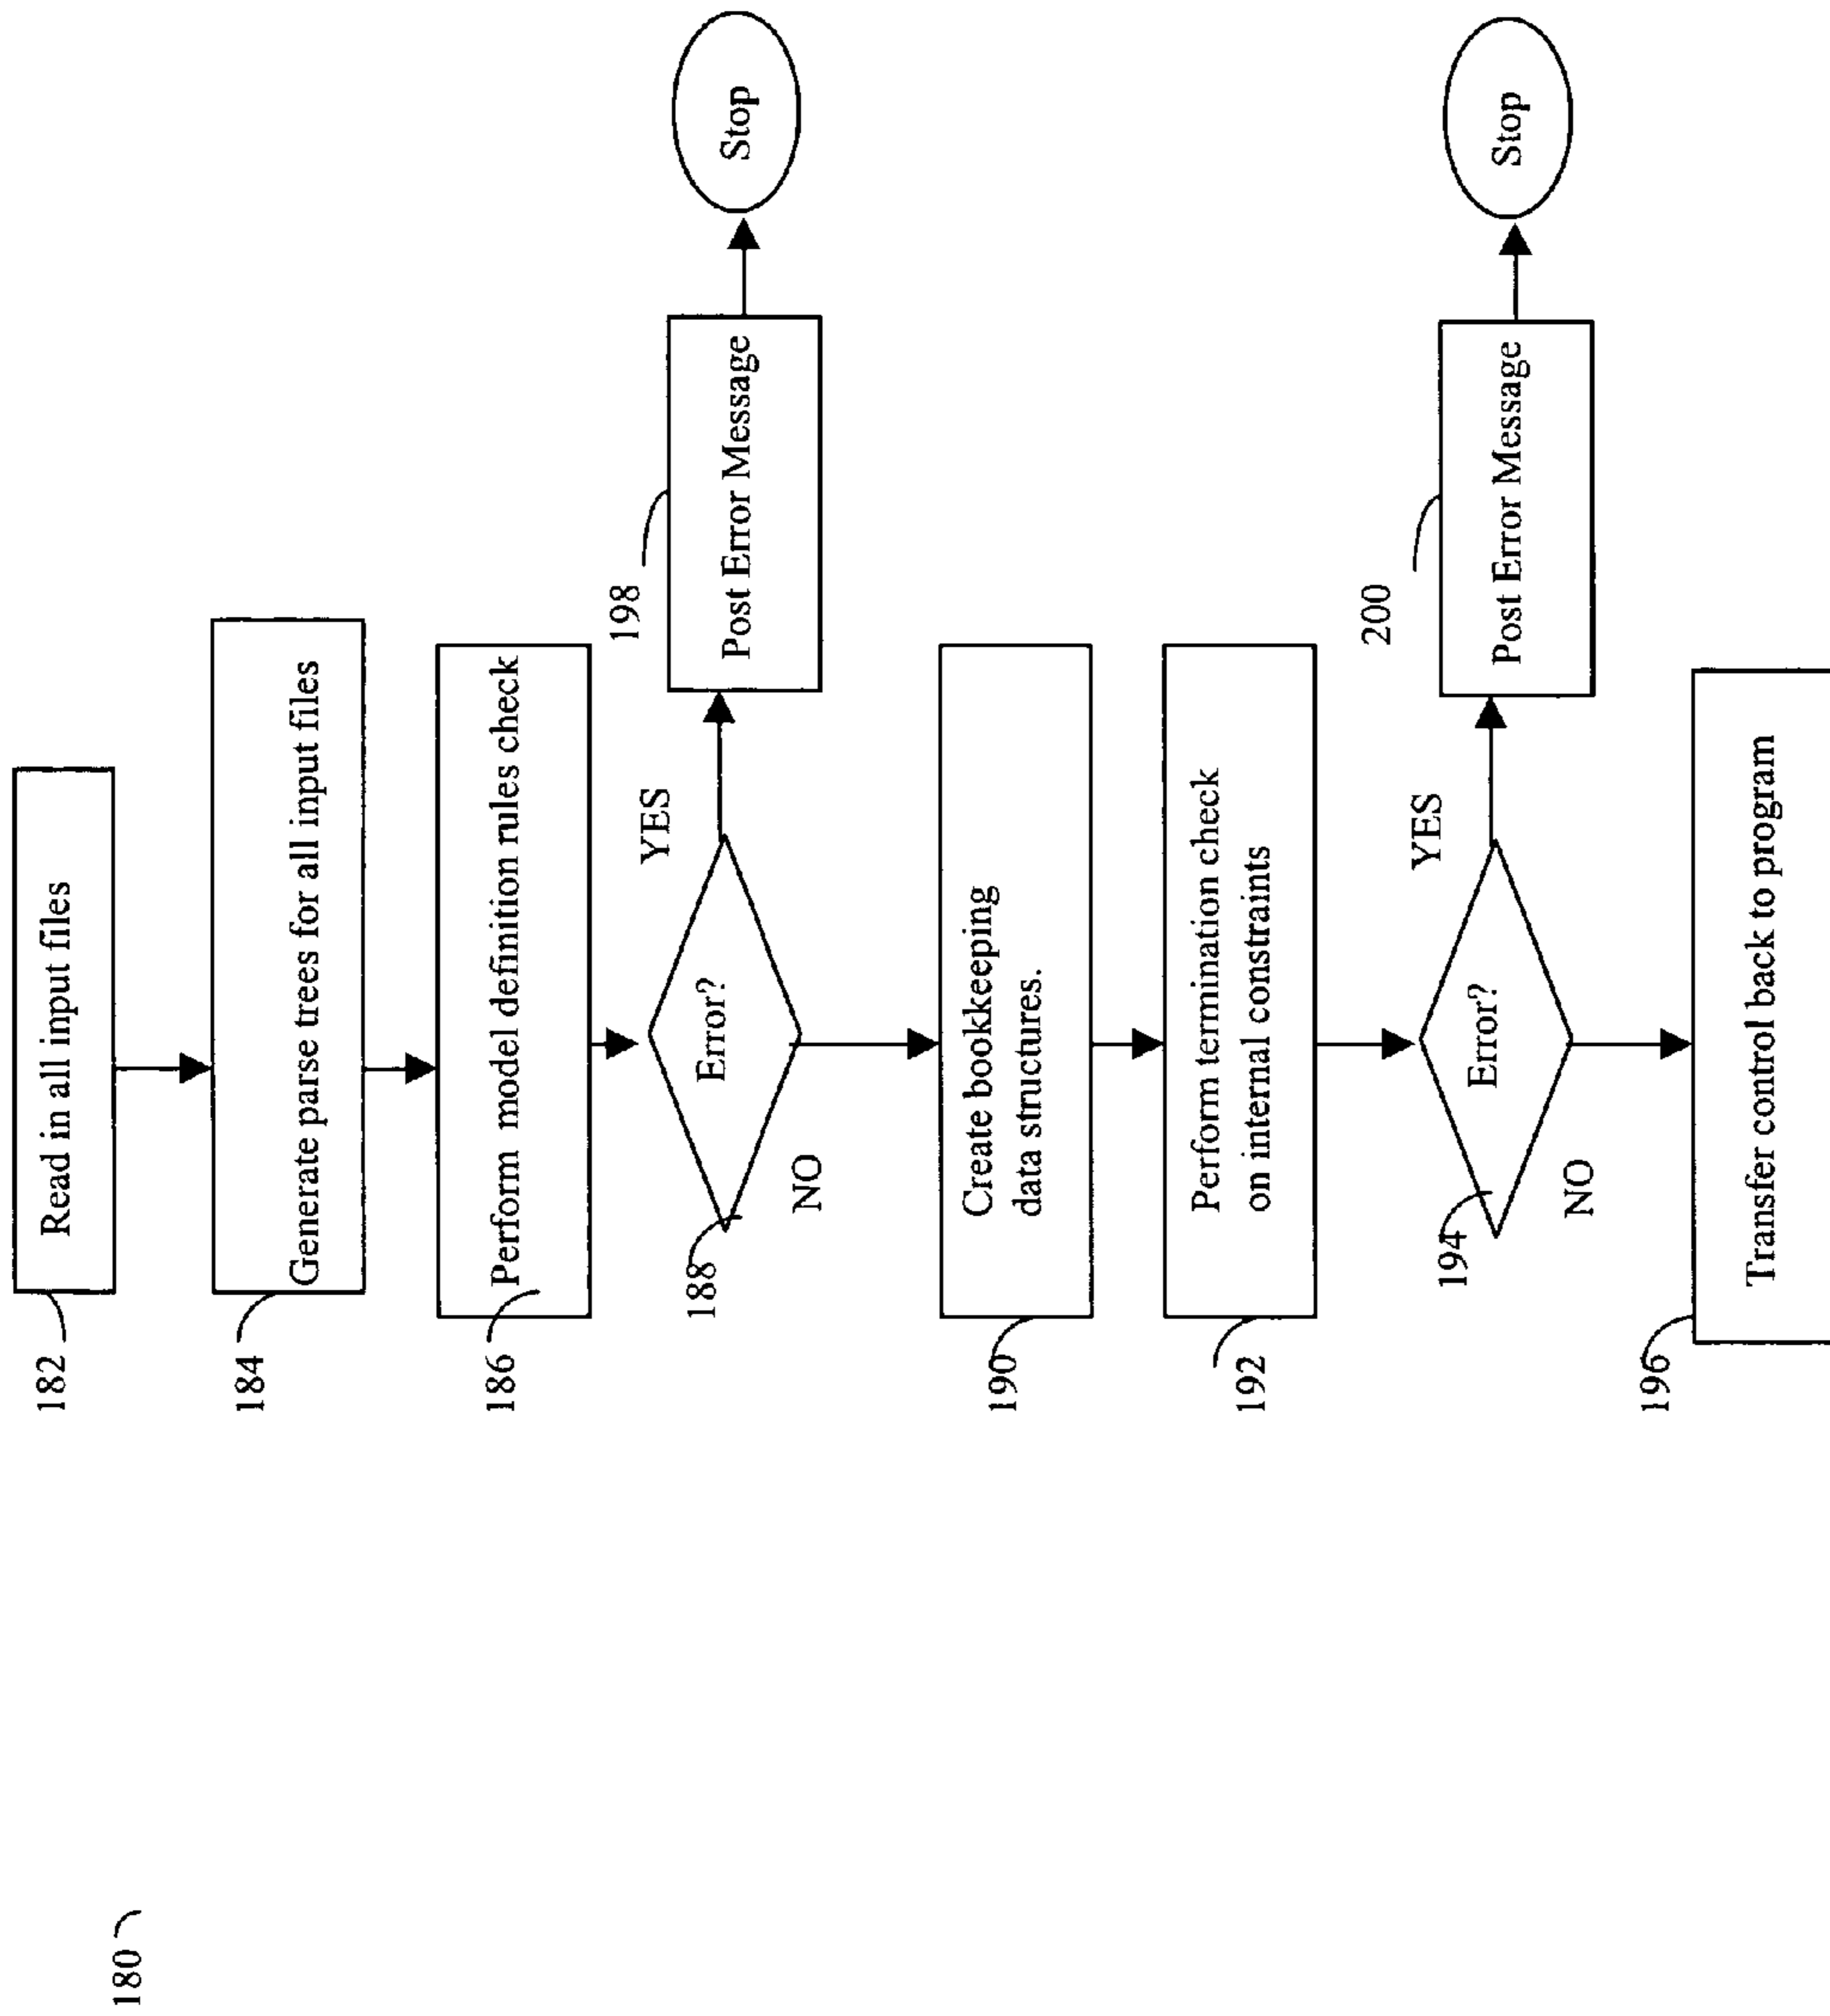 180
182
Read in all input files
184
Generate parse trees for all input files
186
Perform model definition rules check
188
Error?
YES
198
Post Error Message
Stop
NO
190
Create bookkeeping
data structures.
192
Perform termination check
on internal constraints
194
Error?
YES
200
Post Error Message
Stop
NO
196
Transfer control back to program